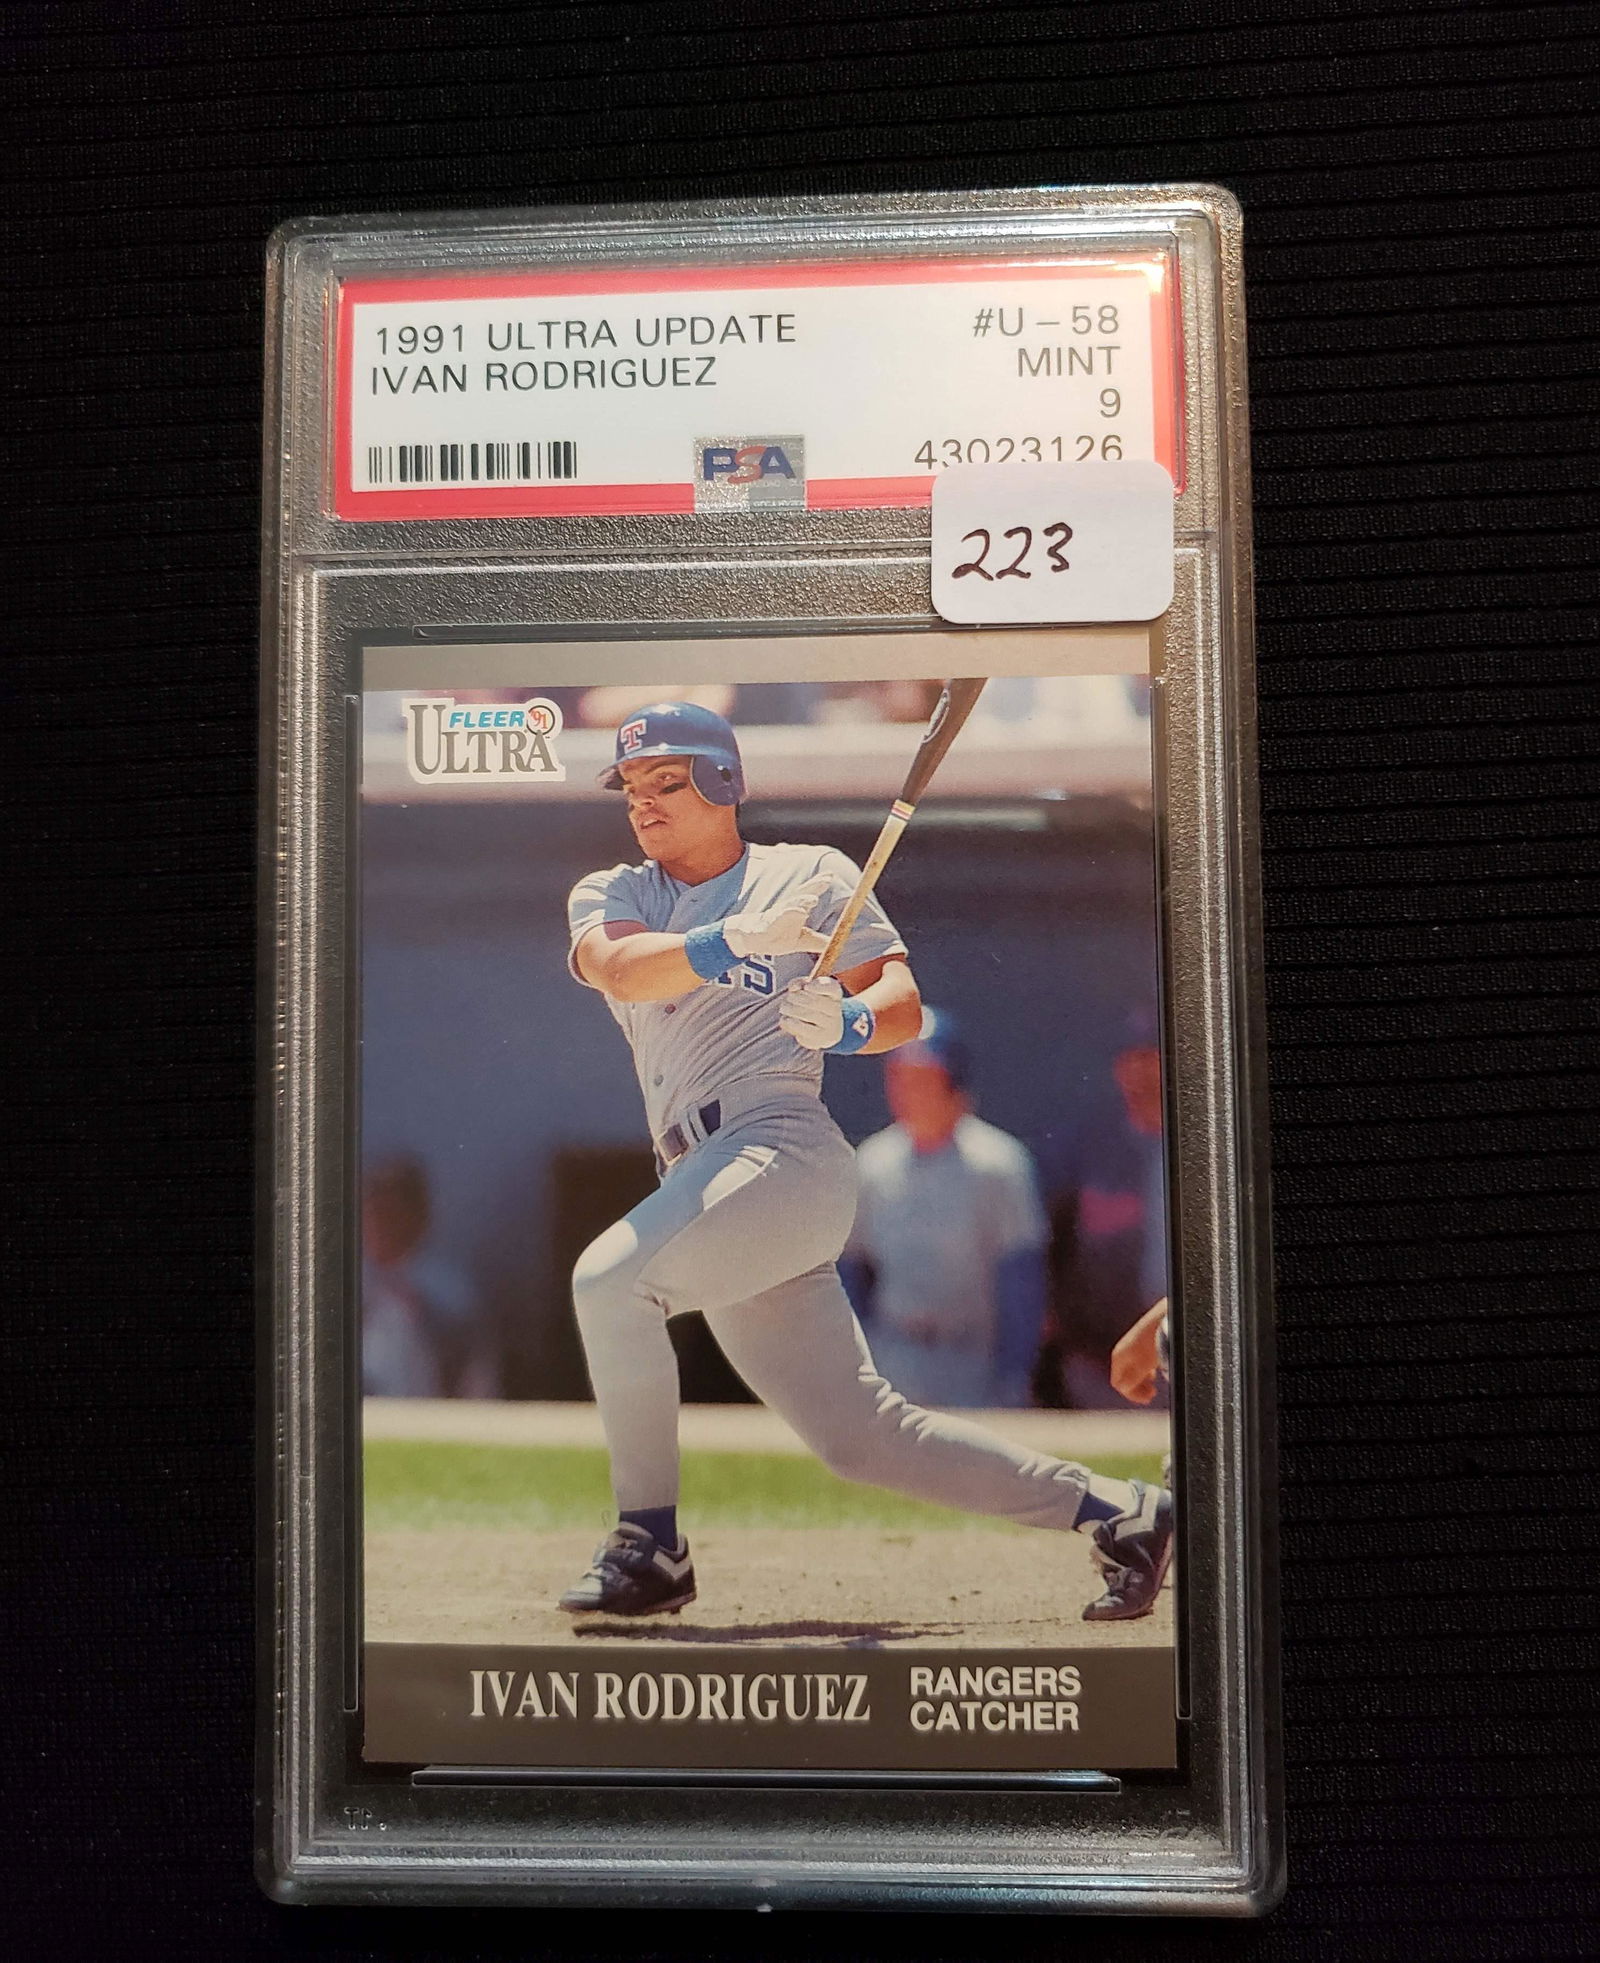 1991 ULTRA UPDATE #U-58
IVAN RODRIGUEZ MINT
9
PSA 43023126
223
FLEER '91
ULTRA
T
IVAN RODRIGUEZ RANGERS
CATCHER